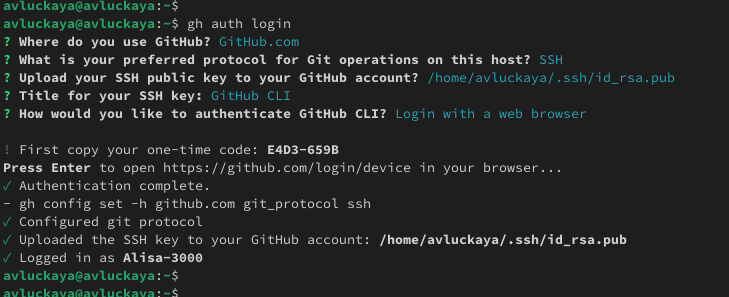 avluckaya@avluckaya:~$
avluckaya@avluckaya:~$ gh auth login
? Where do you use GitHub? GitHub.com
? What is your preferred protocol for Git operations on this host? SSH
? Upload your SSH public key to your GitHub account? /home/avluckaya/.ssh/id_rsa.pub
? Title for your SSH key: GitHub CLI
? How would you like to authenticate GitHub CLI? Login with a web browser
! First copy your one-time code: E4D3-659B
Press Enter to open https://github.com/login/device in your browser...
✓ Authentication complete.
- gh config set -h github.com git_protocol ssh
✓ Configured git protocol
✓ Uploaded the SSH key to your GitHub account: /home/avluckaya/.ssh/id_rsa.pub
✓ Logged in as Alisa-3000
avluckaya@avluckaya:~$
avluckaya@avluckaya:~$